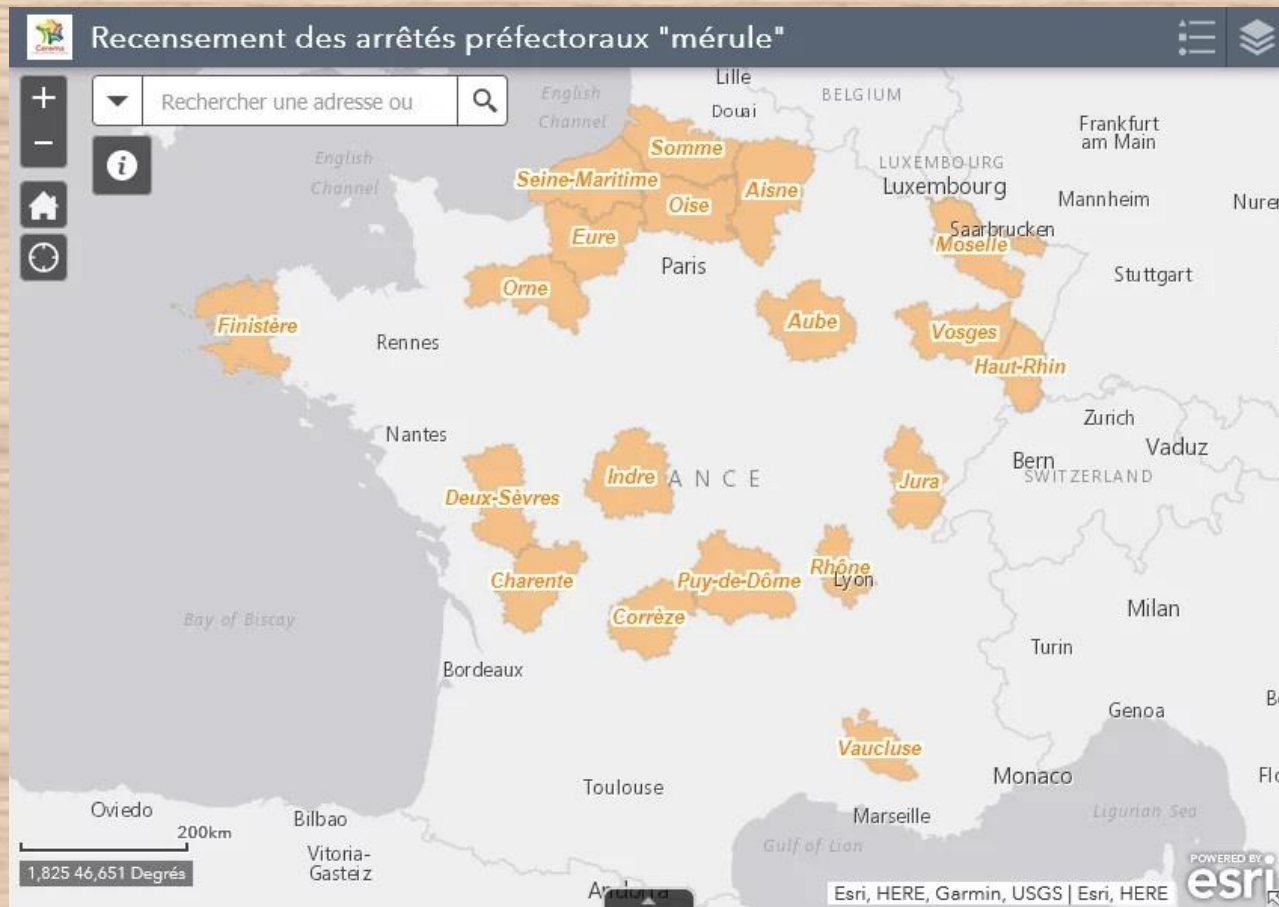 Cerema
Recensement des arrêtés préfectoraux "mérule"
+
−
Rechercher une adresse ou
i
English
Channel
English
Channel
Lille
Douai
BELGIUM
Frankfurt
am Main
LUXEMBOURG
Luxembourg
Mannheim
Somme
Seine-Maritime
Oise
Aisne
Eure
Saarbrucken
Moselle
Paris
Stuttgart
Orne
Finistère
Rennes
Aube
Vosges
Haut-Rhin
Zurich
Nantes
Vaduz
Bern
SWITZERLAND
Indre
ANCE
Jura
Deux-Sèvres
Charente
Puy-de-Dôme
Rhône
Lyon
Corrèze
Milan
Bay of Biscay
Turin
Bordeaux
Genoa
Vaucluse
Monaco
Toulouse
Marseille
Ligurian Sea
Oviedo
Bilbao
200km
Gulf of Lion
Vitoria-
Gasteiz
1,825 46,651 Degrés
Andorra
Esri, HERE, Garmin, USGS | Esri, HERE
POWERED BY
esri